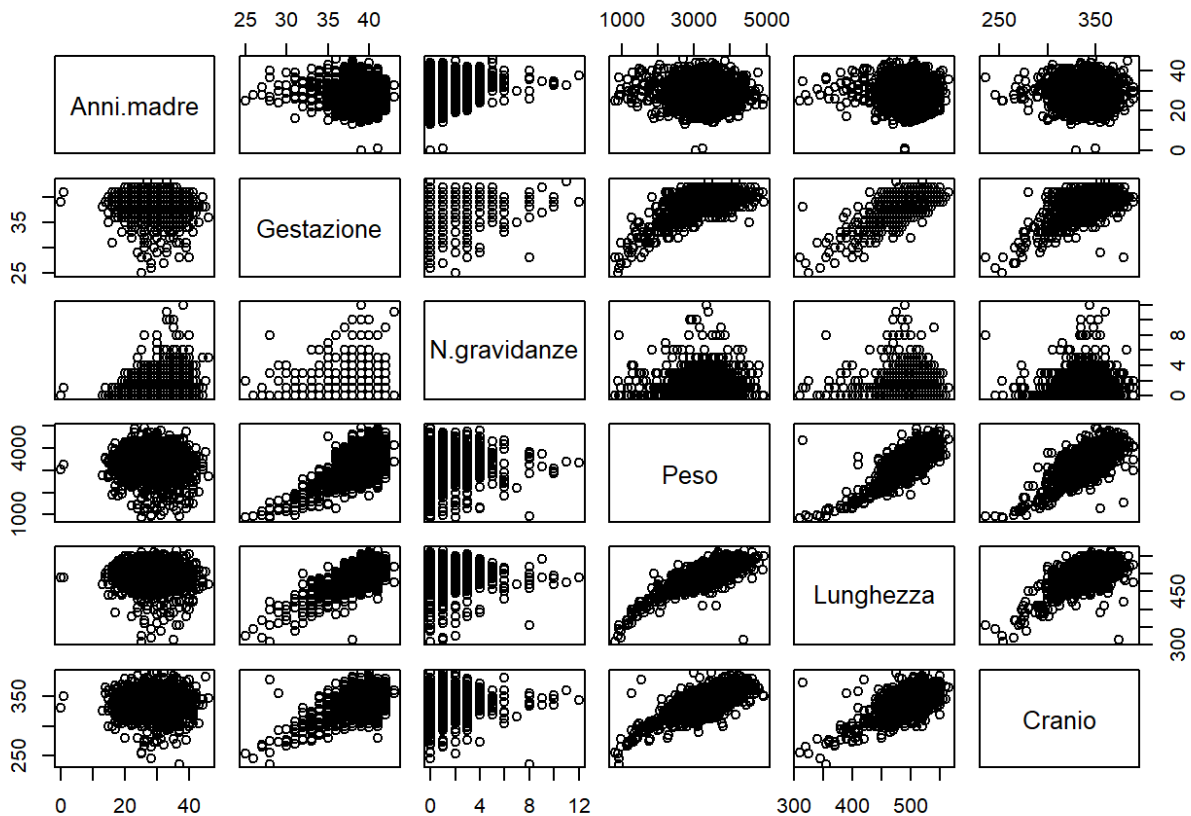 25 30 35 40 1000 3000 5000 250 350
Anni.madre 0 20 40
25 35 Gestazione
N.gravidanze 0 4 8
1000 4000 Peso
Lunghezza 300 450
250 350 Cranio
0 20 40 0 4 8 12 300 400 500